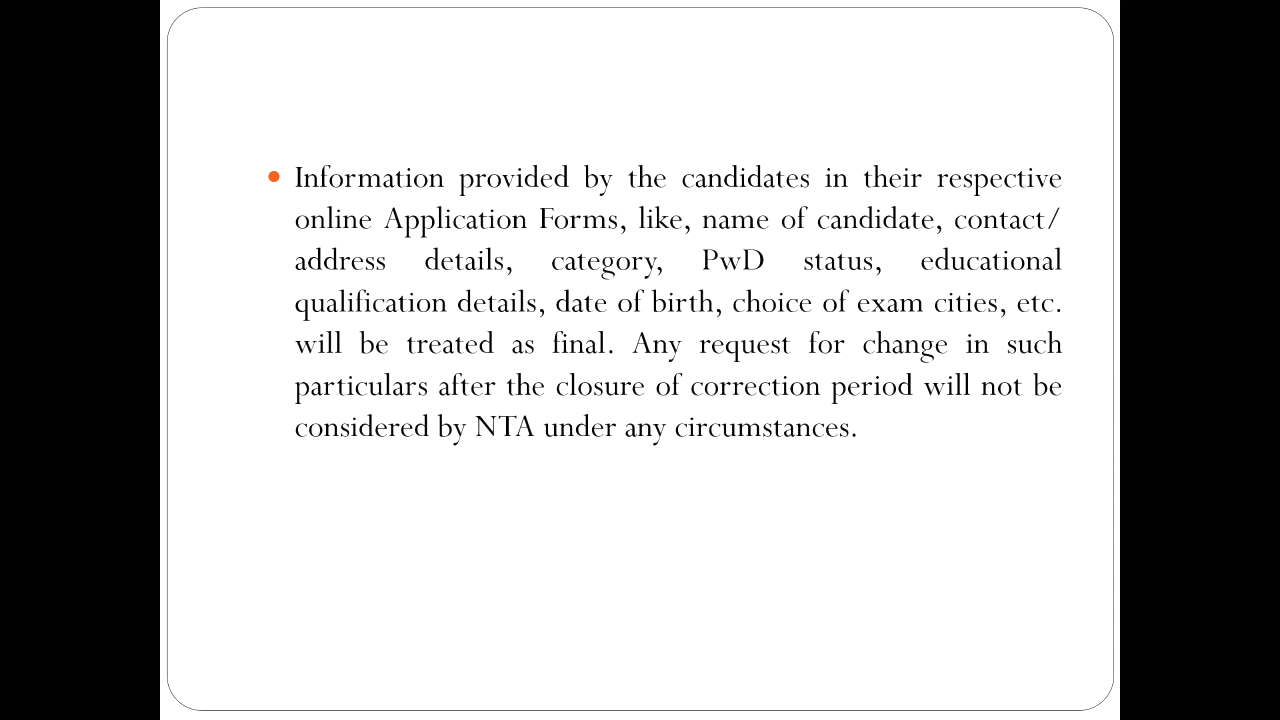 Information provided by the candidates in their respective
online Application Forms, like, name of candidate, contact/
address details, category, PwD status, educational
qualification details, date of birth, choice of exam cities, etc.
will be treated as final. Any request for change in such
particulars after the closure of correction period will not be
considered by NTA under any circumstances.